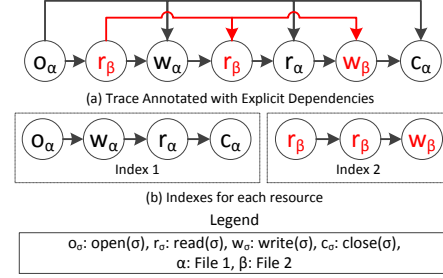 oα rβ wα rβ rα wβ cα
(a) Trace Annotated with Explicit Dependencies
oα wα rα cα rβ rβ wβ
Index 1 Index 2
(b) Indexes for each resource
Legend
oσ: open(σ), rσ: read(σ), wσ: write(σ), cσ: close(σ),
α: File 1, β: File 2